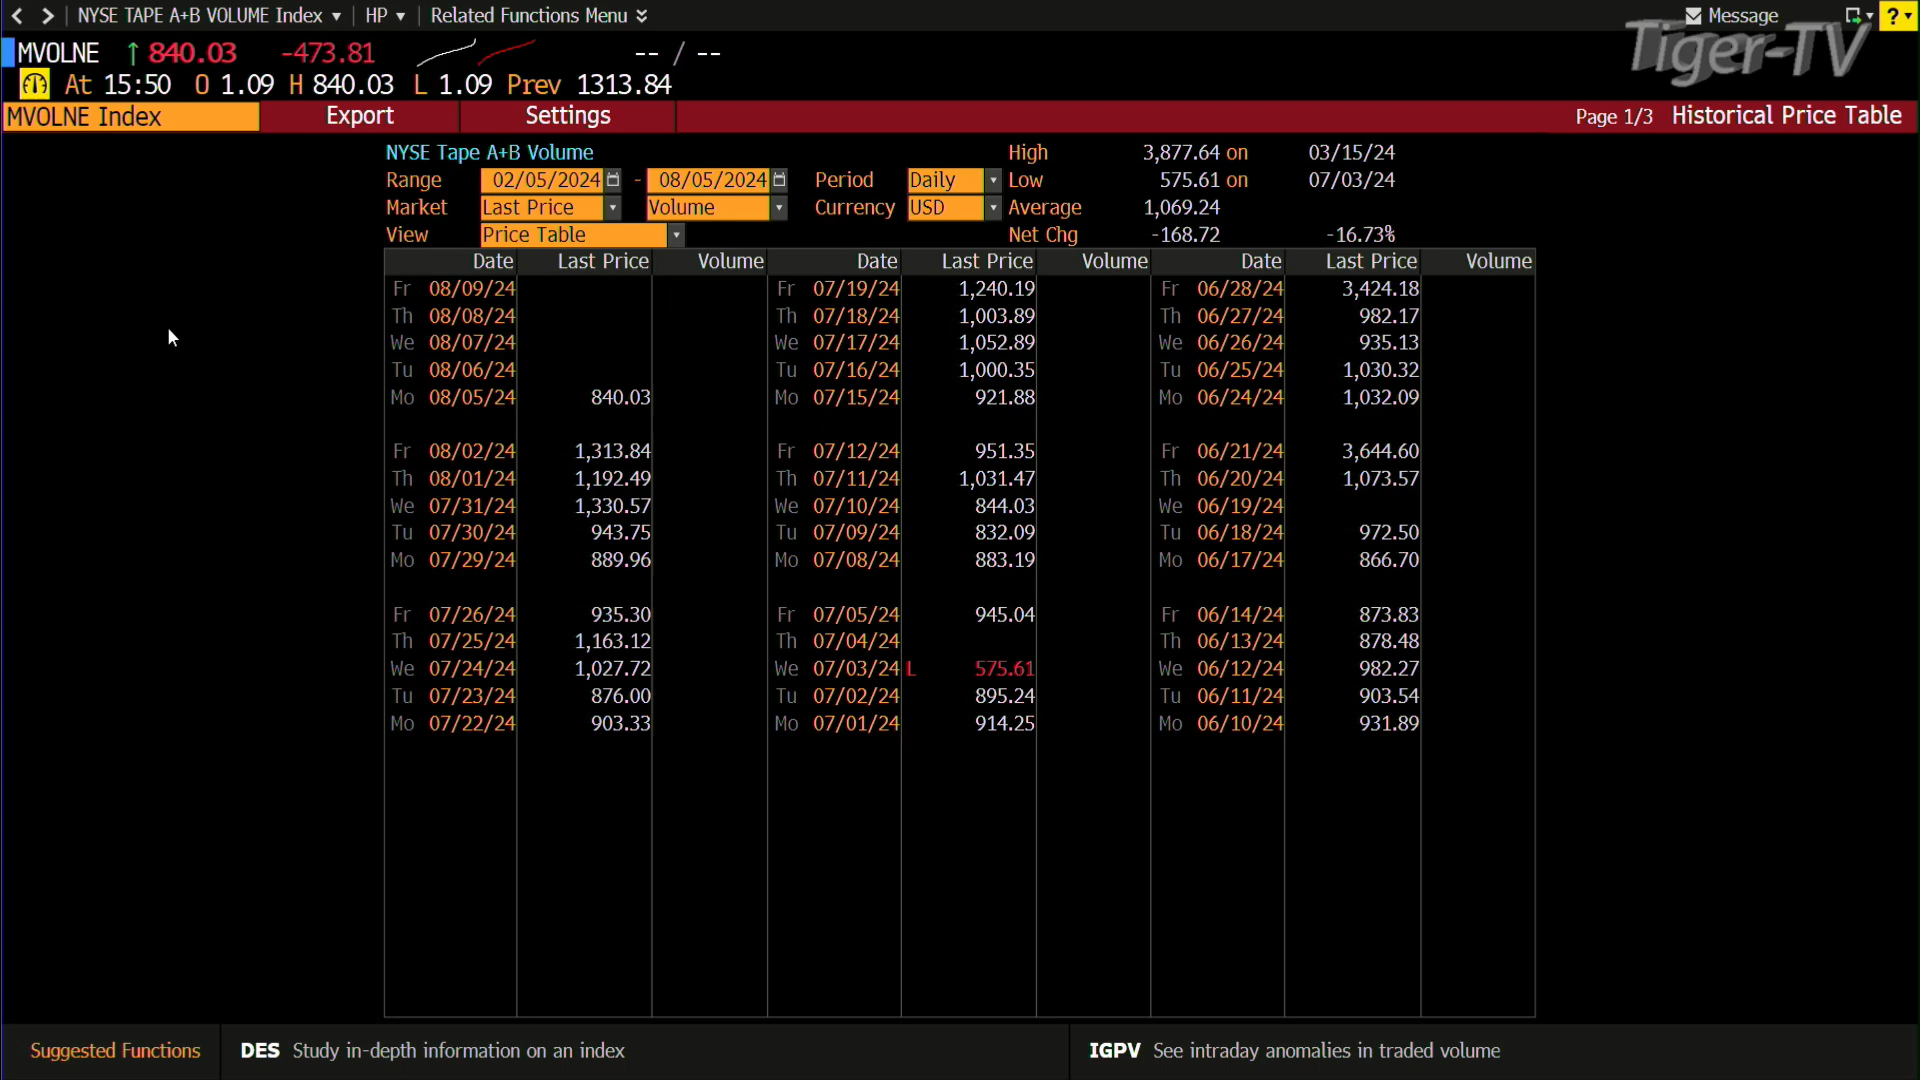 NYSE TAPE A+B VOLUME Index HP Related Functions Menu Message ?
Tiger-TV
MVOLNE ↑ 840.03 -473.81 -- / --
At 15:50 O 1.09 H 840.03 L 1.09 Prev 1313.84
MVOLNE Index Export Settings Page 1/3 Historical Price Table
NYSE Tape A+B Volume High 3,877.64 on 03/15/24
Range 02/05/2024 - 08/05/2024 Period Daily Low 575.61 on 07/03/24
Market Last Price Volume Currency USD Average 1,069.24
View Price Table Net Chg -168.72 -16.73%
Date Last Price Volume Date Last Price Volume Date Last Price Volume
Fr 08/09/24 Fr 07/19/24 1,240.19 Fr 06/28/24 3,424.18
Th 08/08/24 Th 07/18/24 1,003.89 Th 06/27/24 982.17
We 08/07/24 We 07/17/24 1,052.89 We 06/26/24 935.13
Tu 08/06/24 Tu 07/16/24 1,000.35 Tu 06/25/24 1,030.32
Mo 08/05/24 840.03 Mo 07/15/24 921.88 Mo 06/24/24 1,032.09
Fr 08/02/24 1,313.84 Fr 07/12/24 951.35 Fr 06/21/24 3,644.60
Th 08/01/24 1,192.49 Th 07/11/24 1,031.47 Th 06/20/24 1,073.57
We 07/31/24 1,330.57 We 07/10/24 844.03 We 06/19/24
Tu 07/30/24 943.75 Tu 07/09/24 832.09 Tu 06/18/24 972.50
Mo 07/29/24 889.96 Mo 07/08/24 883.19 Mo 06/17/24 866.70
Fr 07/26/24 935.30 Fr 07/05/24 945.04 Fr 06/14/24 873.83
Th 07/25/24 1,163.12 Th 07/04/24 Th 06/13/24 878.48
We 07/24/24 1,027.72 We 07/03/24 L 575.61 We 06/12/24 982.27
Tu 07/23/24 876.00 Tu 07/02/24 895.24 Tu 06/11/24 903.54
Mo 07/22/24 903.33 Mo 07/01/24 914.25 Mo 06/10/24 931.89
Suggested Functions DES Study in-depth information on an index IGPV See intraday anomalies in traded volume